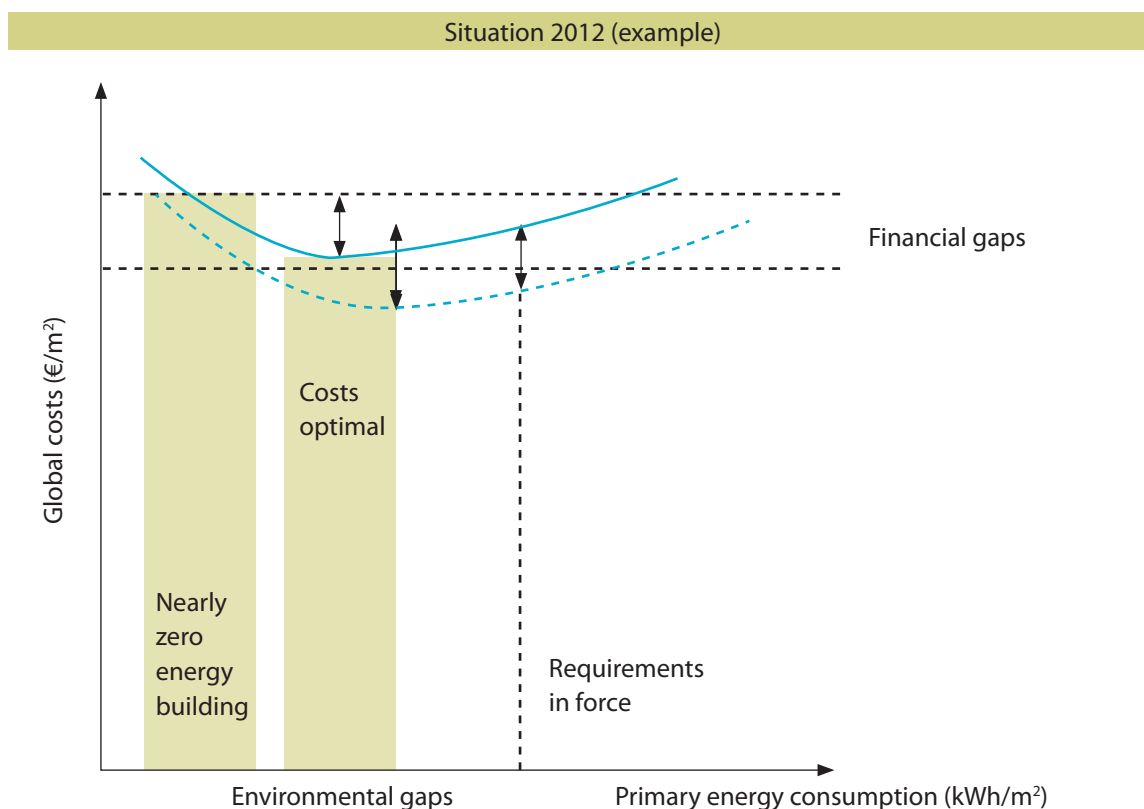 Situation 2012 (example)
Global costs (€/m²)
Financial gaps
Costs
optimal
Nearly
zero
energy
building
Requirements
in force
Environmental gaps
Primary energy consumption (kWh/m²)